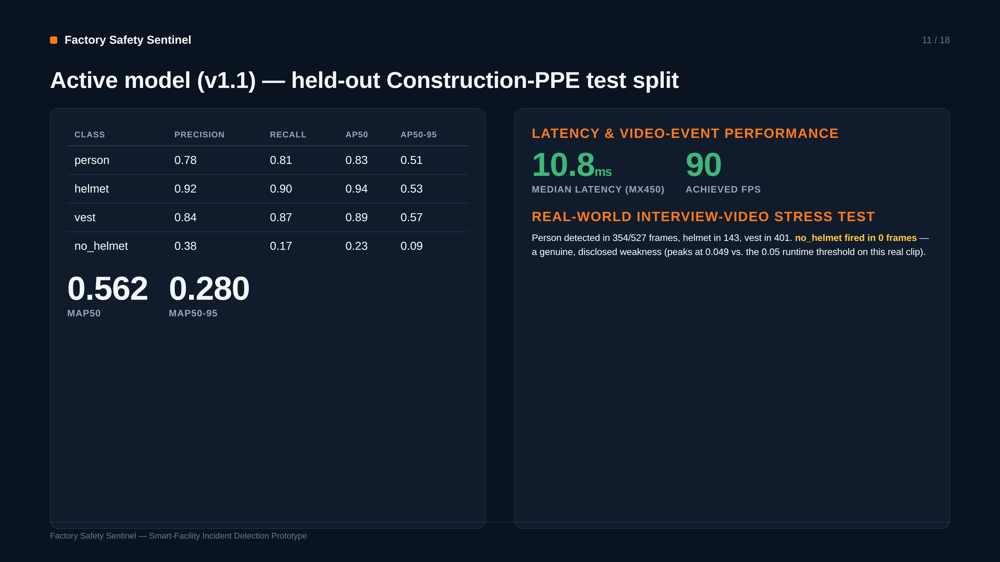 Factory Safety Sentinel
11 / 18
Active model (v1.1) — held-out Construction-PPE test split
CLASS PRECISION RECALL AP50 AP50-95
person 0.78 0.81 0.83 0.51
helmet 0.92 0.90 0.94 0.53
vest 0.84 0.87 0.89 0.57
no_helmet 0.38 0.17 0.23 0.09
0.562 0.280
MAP50 MAP50-95
LATENCY & VIDEO-EVENT PERFORMANCE
10.8ms 90
MEDIAN LATENCY (MX450) ACHIEVED FPS
REAL-WORLD INTERVIEW-VIDEO STRESS TEST
Person detected in 354/527 frames, helmet in 143, vest in 401. no_helmet fired in 0 frames —
a genuine, disclosed weakness (peaks at 0.049 vs. the 0.05 runtime threshold on this real clip).
Factory Safety Sentinel — Smart-Facility Incident Detection Prototype